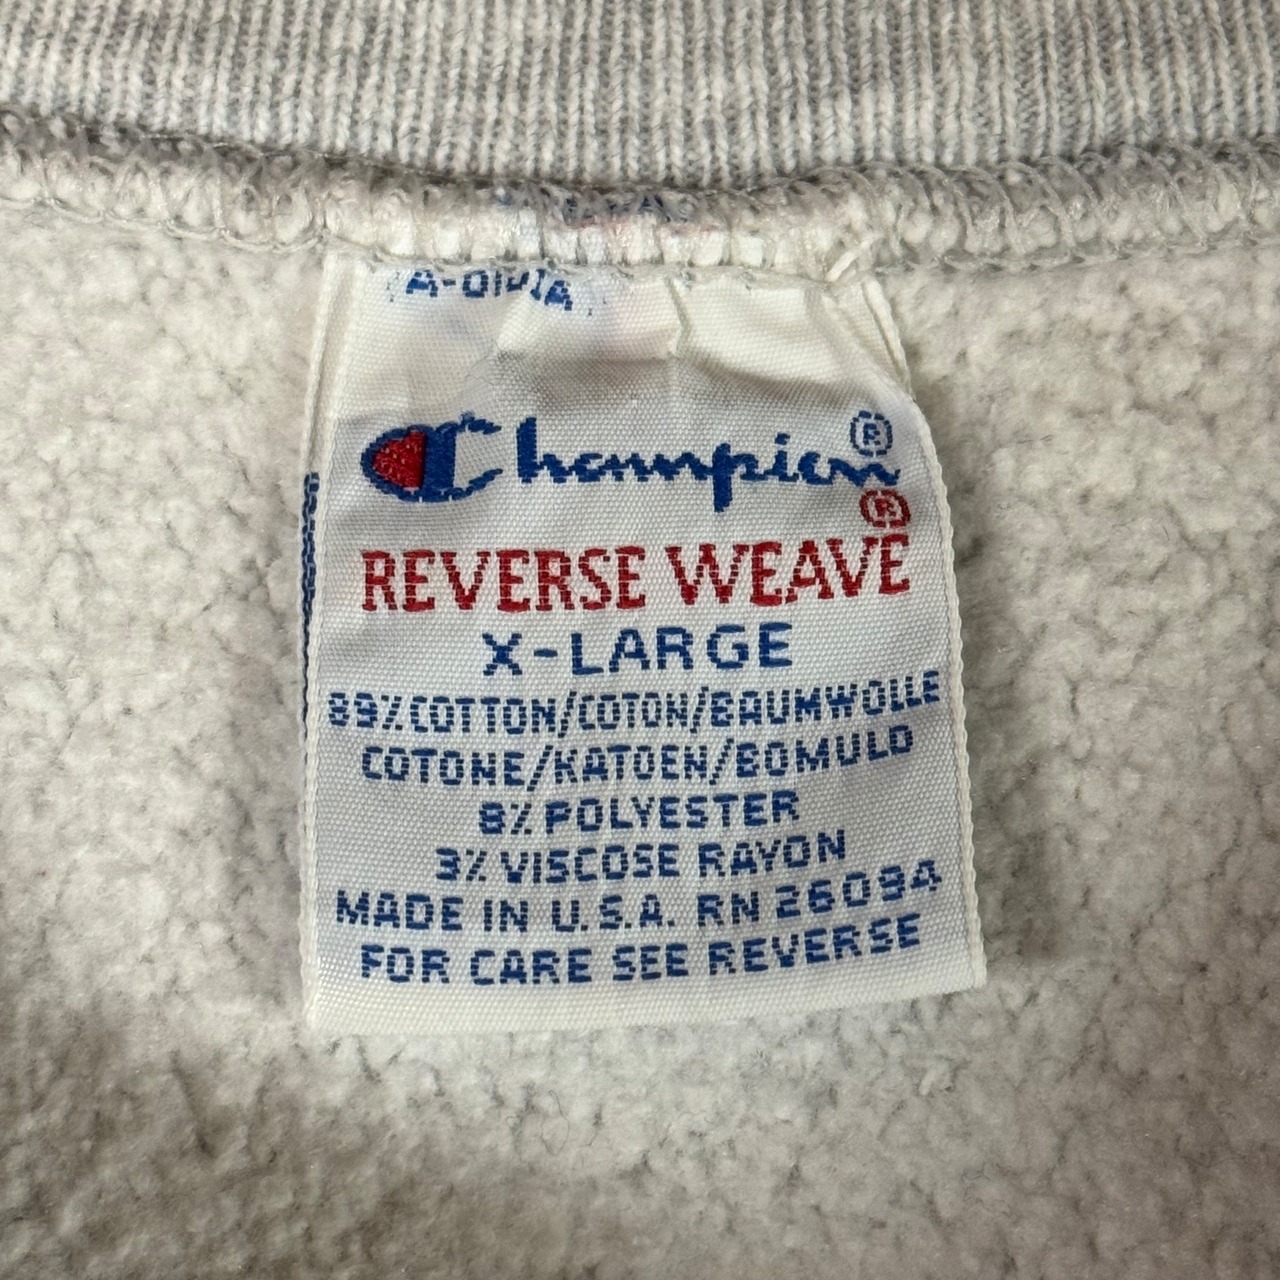 Champion®
®
REVERSE WEAVE
X-LARGE
89% COTTON/COTON/BAUMWOLLE
COTONE/KATOEN/BOMULD
8% POLYESTER
3% VISCOSE RAYON
MADE IN U.S.A. RN 26094
FOR CARE SEE REVERSE